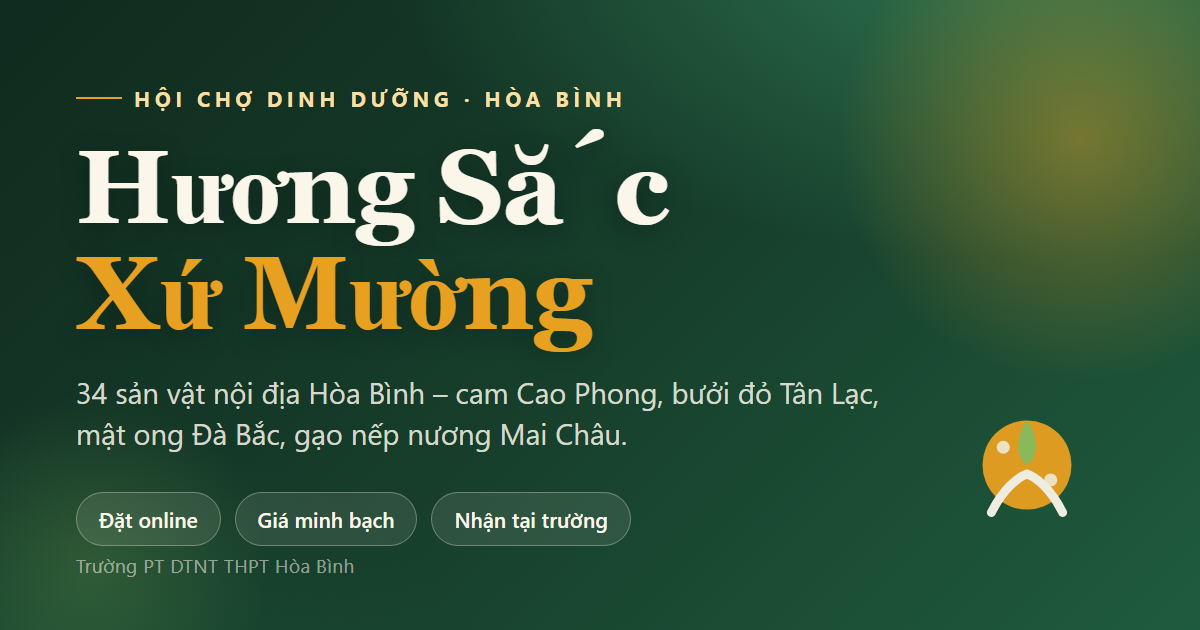 HỘI CHỢ DINH DƯỠNG · HÒA BÌNH
Hương Sắc
Xứ Mường
34 sản vật nội địa Hòa Bình – cam Cao Phong, bưởi đỏ Tân Lạc,
mật ong Đà Bắc, gạo nếp nương Mai Châu.
Đặt online
Giá minh bạch
Nhận tại trường
Trường PT DTNT THPT Hòa Bình